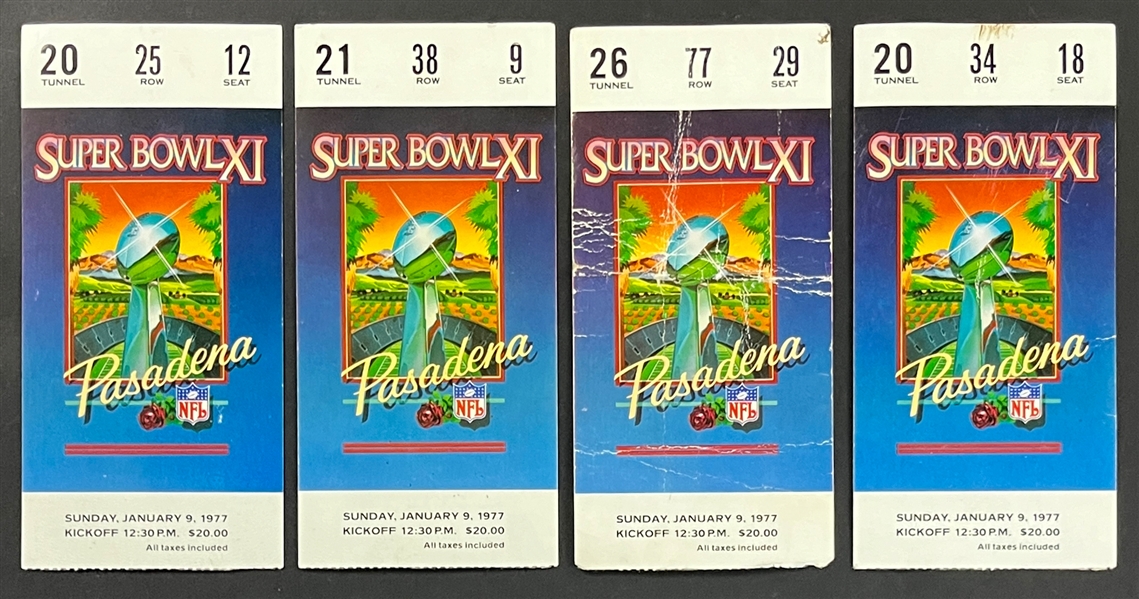 20 25 12
TUNNEL ROW SEAT
SUPER BOWL XI
Pasadena
NFL
SUNDAY, JANUARY 9, 1977
KICKOFF 12:30 P.M. $20.00
All taxes included
21 38 9
TUNNEL ROW SEAT
SUPER BOWL XI
Pasadena
NFL
SUNDAY, JANUARY 9, 1977
KICKOFF 12:30 P.M. $20.00
All taxes included
26 77 29
TUNNEL ROW SEAT
SUPER BOWL XI
Pasadena
NFL
SUNDAY, JANUARY 9, 1977
KICKOFF 12:30 P.M. $20.00
All taxes included
20 34 18
TUNNEL ROW SEAT
SUPER BOWL XI
Pasadena
NFL
SUNDAY, JANUARY 9, 1977
KICKOFF 12:30 P.M. $20.00
All taxes included